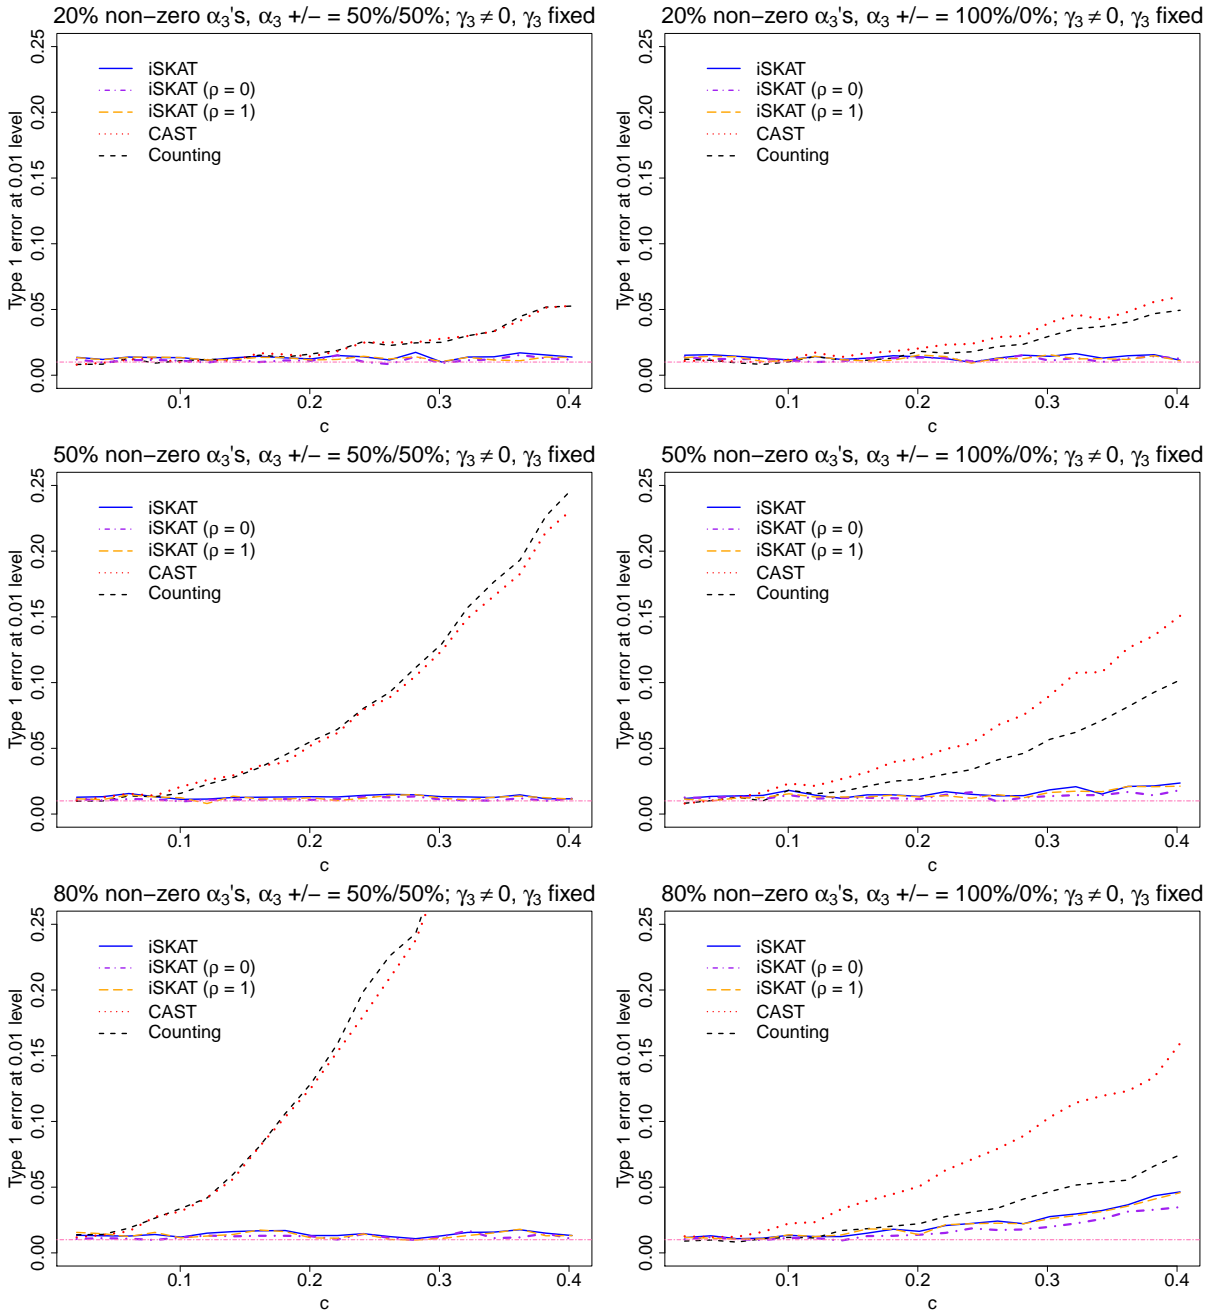 20% non−zero α₃'s, α₃ +/− = 50%/50%; γ₃ ≠ 0, γ₃ fixed
Type 1 error at 0.01 level
0.00 0.05 0.10 0.15 0.20 0.25
iSKAT
iSKAT (ρ = 0)
iSKAT (ρ = 1)
CAST
Counting
0.1 0.2 0.3 0.4
c
20% non−zero α₃'s, α₃ +/− = 100%/0%; γ₃ ≠ 0, γ₃ fixed
Type 1 error at 0.01 level
0.00 0.05 0.10 0.15 0.20 0.25
iSKAT
iSKAT (ρ = 0)
iSKAT (ρ = 1)
CAST
Counting
0.1 0.2 0.3 0.4
c
50% non−zero α₃'s, α₃ +/− = 50%/50%; γ₃ ≠ 0, γ₃ fixed
Type 1 error at 0.01 level
0.00 0.05 0.10 0.15 0.20 0.25
iSKAT
iSKAT (ρ = 0)
iSKAT (ρ = 1)
CAST
Counting
0.1 0.2 0.3 0.4
c
50% non−zero α₃'s, α₃ +/− = 100%/0%; γ₃ ≠ 0, γ₃ fixed
Type 1 error at 0.01 level
0.00 0.05 0.10 0.15 0.20 0.25
iSKAT
iSKAT (ρ = 0)
iSKAT (ρ = 1)
CAST
Counting
0.1 0.2 0.3 0.4
c
80% non−zero α₃'s, α₃ +/− = 50%/50%; γ₃ ≠ 0, γ₃ fixed
Type 1 error at 0.01 level
0.00 0.05 0.10 0.15 0.20 0.25
iSKAT
iSKAT (ρ = 0)
iSKAT (ρ = 1)
CAST
Counting
0.1 0.2 0.3 0.4
c
80% non−zero α₃'s, α₃ +/− = 100%/0%; γ₃ ≠ 0, γ₃ fixed
Type 1 error at 0.01 level
0.00 0.05 0.10 0.15 0.20 0.25
iSKAT
iSKAT (ρ = 0)
iSKAT (ρ = 1)
CAST
Counting
0.1 0.2 0.3 0.4
c